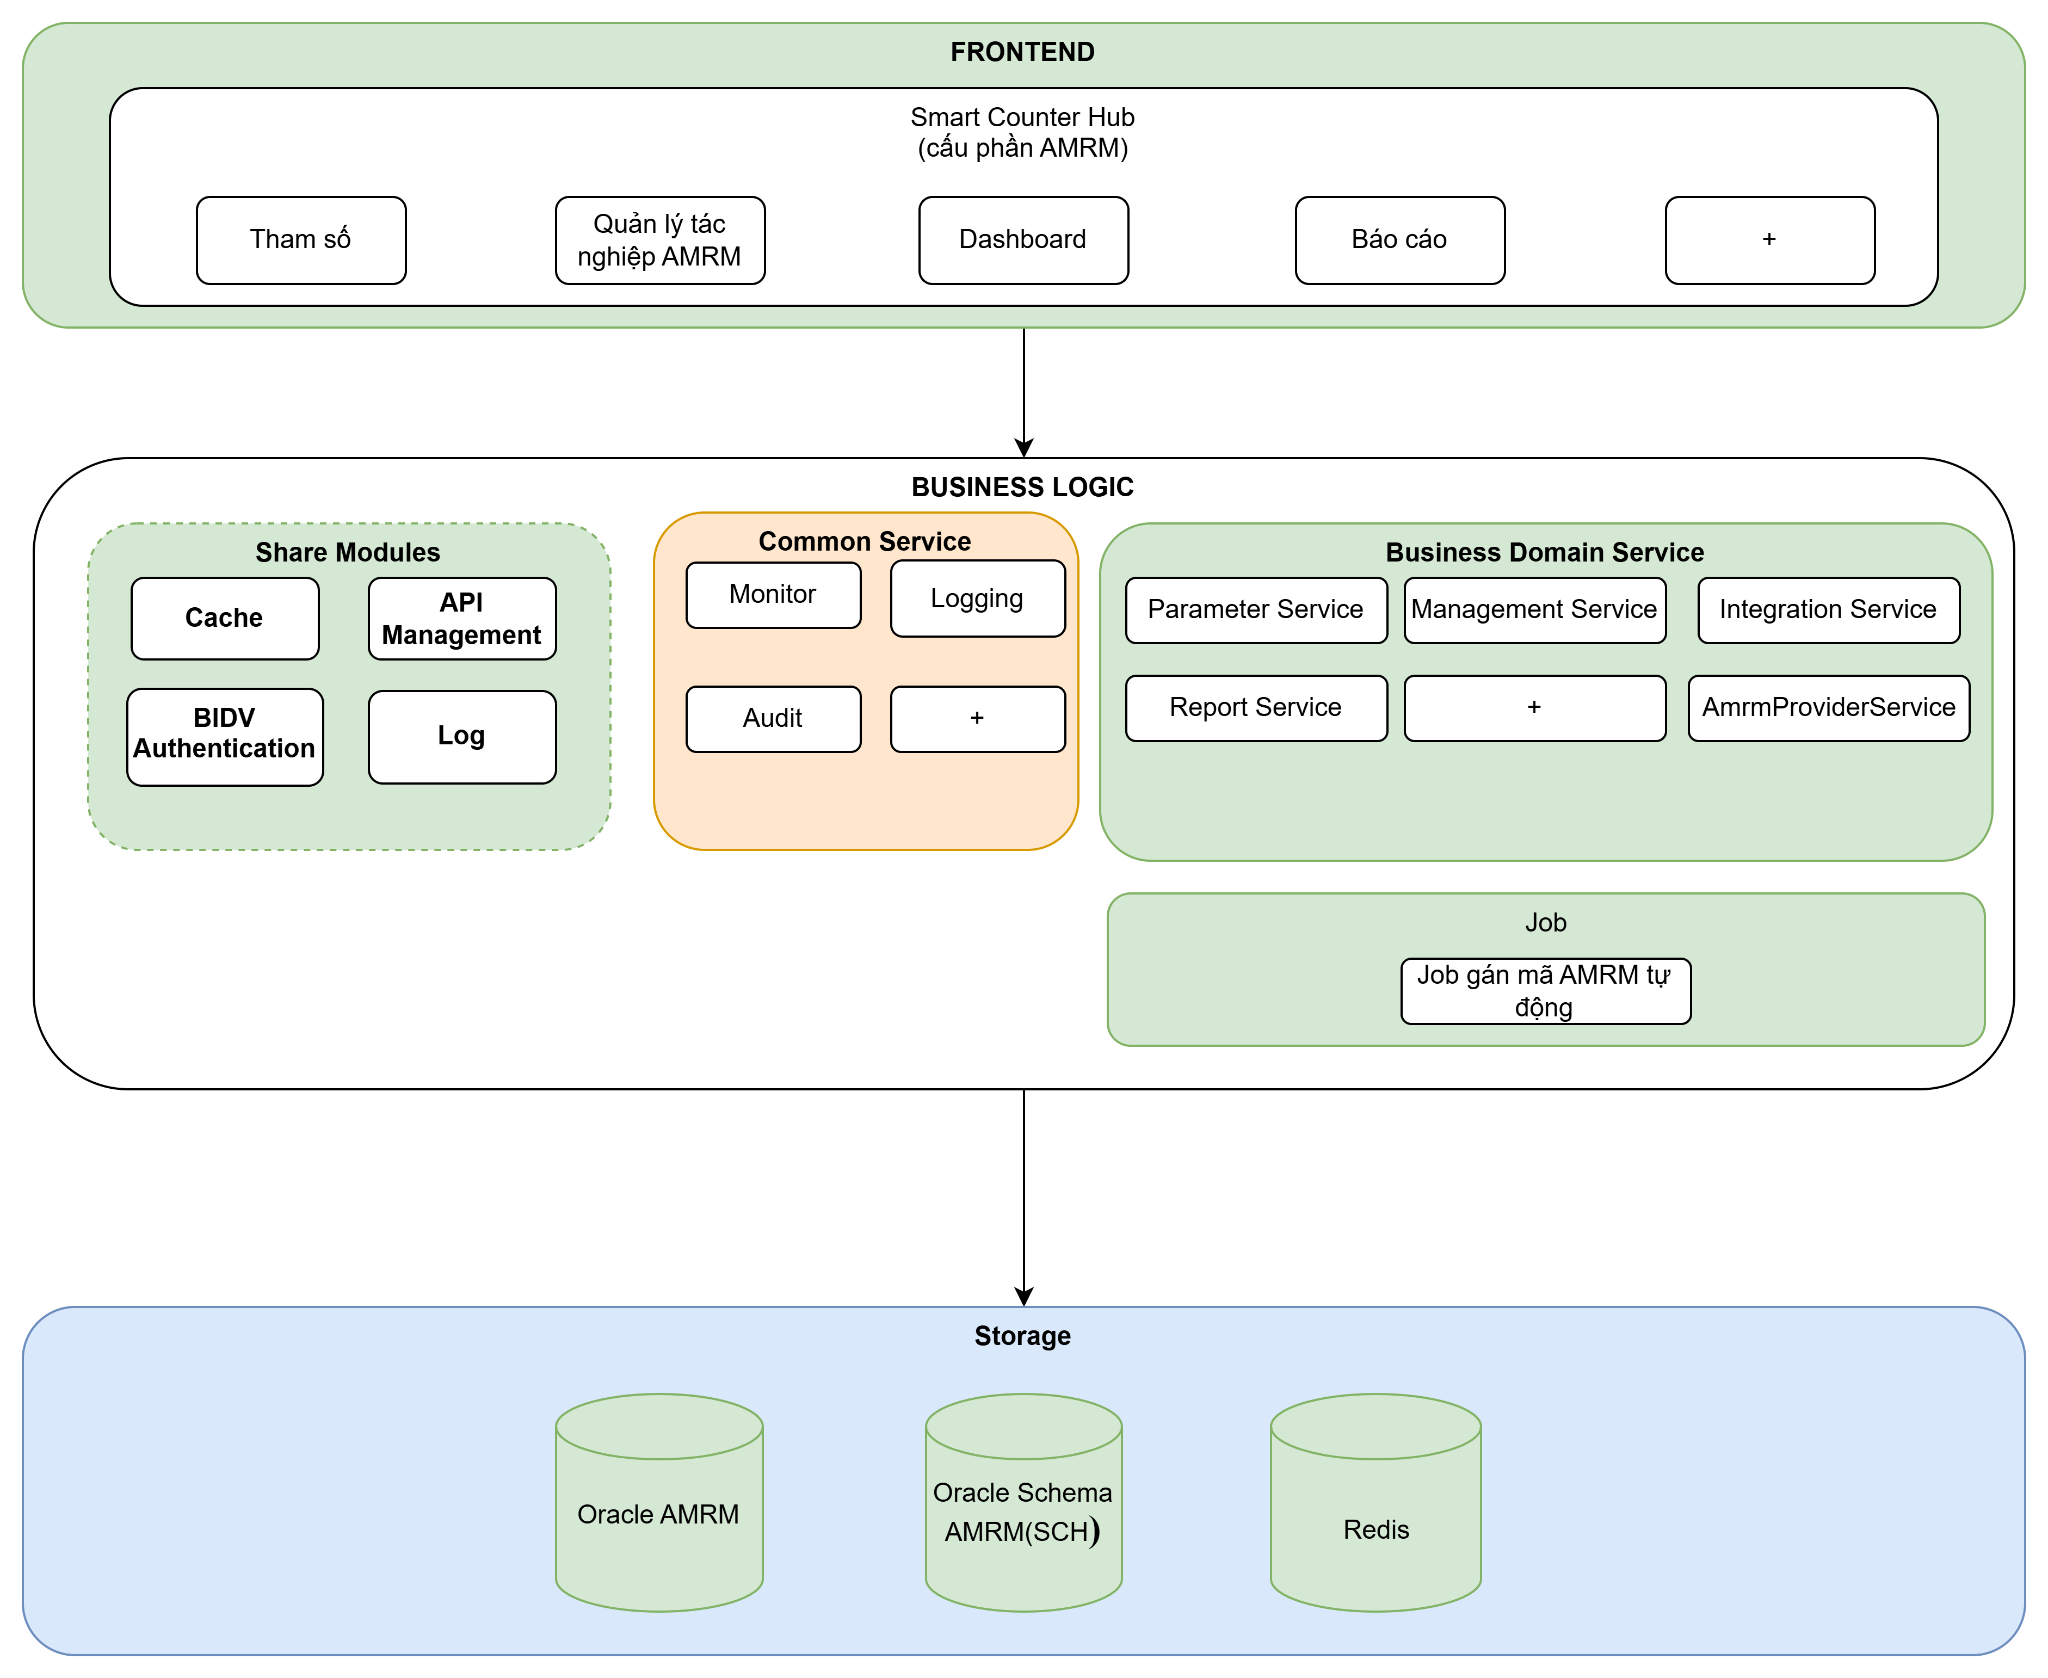 FRONTEND
Smart Counter Hub
(cấu phần AMRM)
Tham số
Quản lý tác
nghiệp AMRM
Dashboard
Báo cáo
+
BUSINESS LOGIC
Share Modules
Cache
API
Management
BIDV
Authentication
Log
Common Service
Monitor
Logging
Audit
+
Business Domain Service
Parameter Service
Management Service
Integration Service
Report Service
+
AmrmProviderService
Job
Job gán mã AMRM tự
động
Storage
Oracle AMRM
Oracle Schema
AMRM(SCH)
Redis